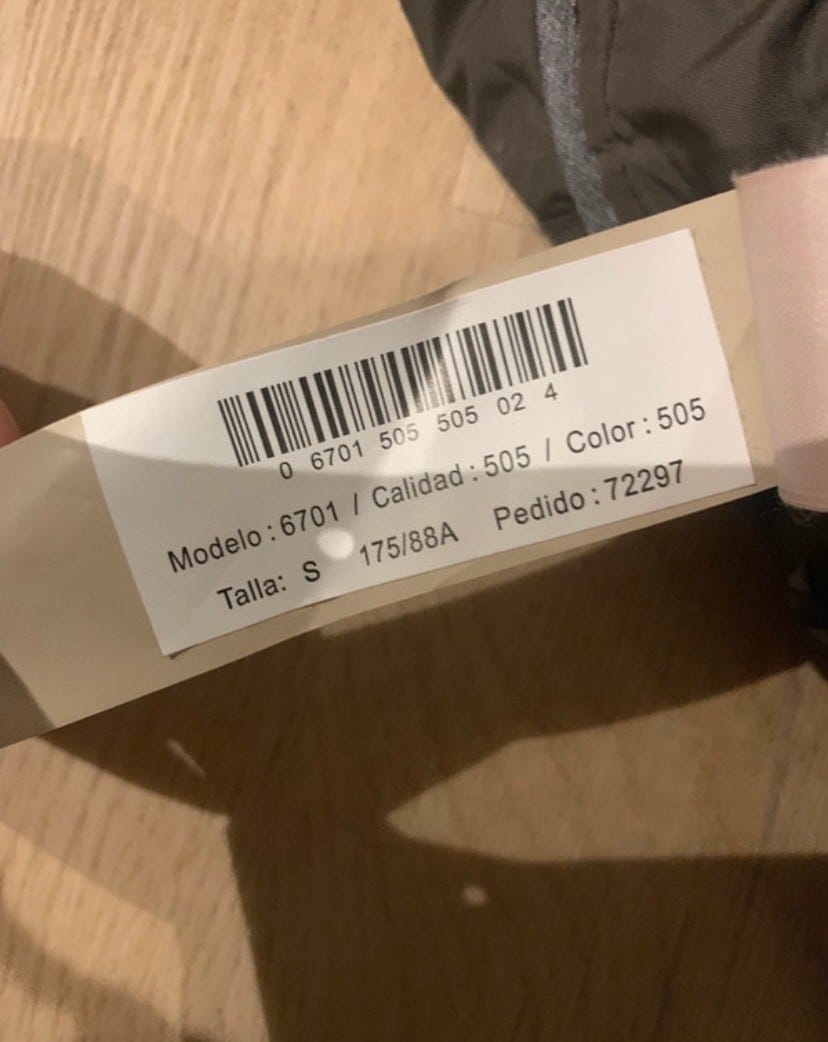 0 6701 505 505 02 4
Modelo : 6701 / Calidad : 505 / Color : 505
Talla: S 175/88A Pedido : 72297